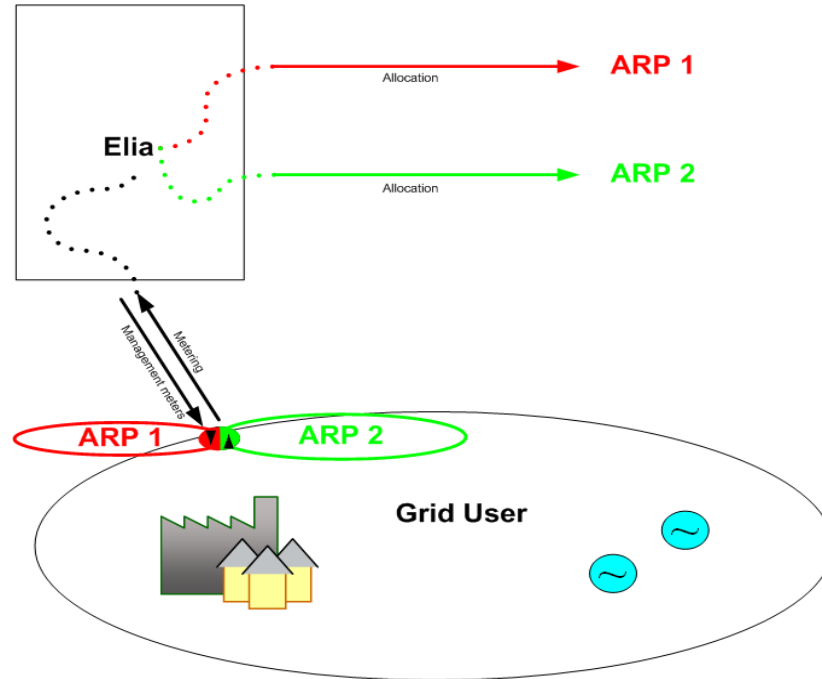 ARP 1
Allocation
Elia
ARP 2
Allocation
Metering
Management meters
ARP 1
ARP 2
Grid User